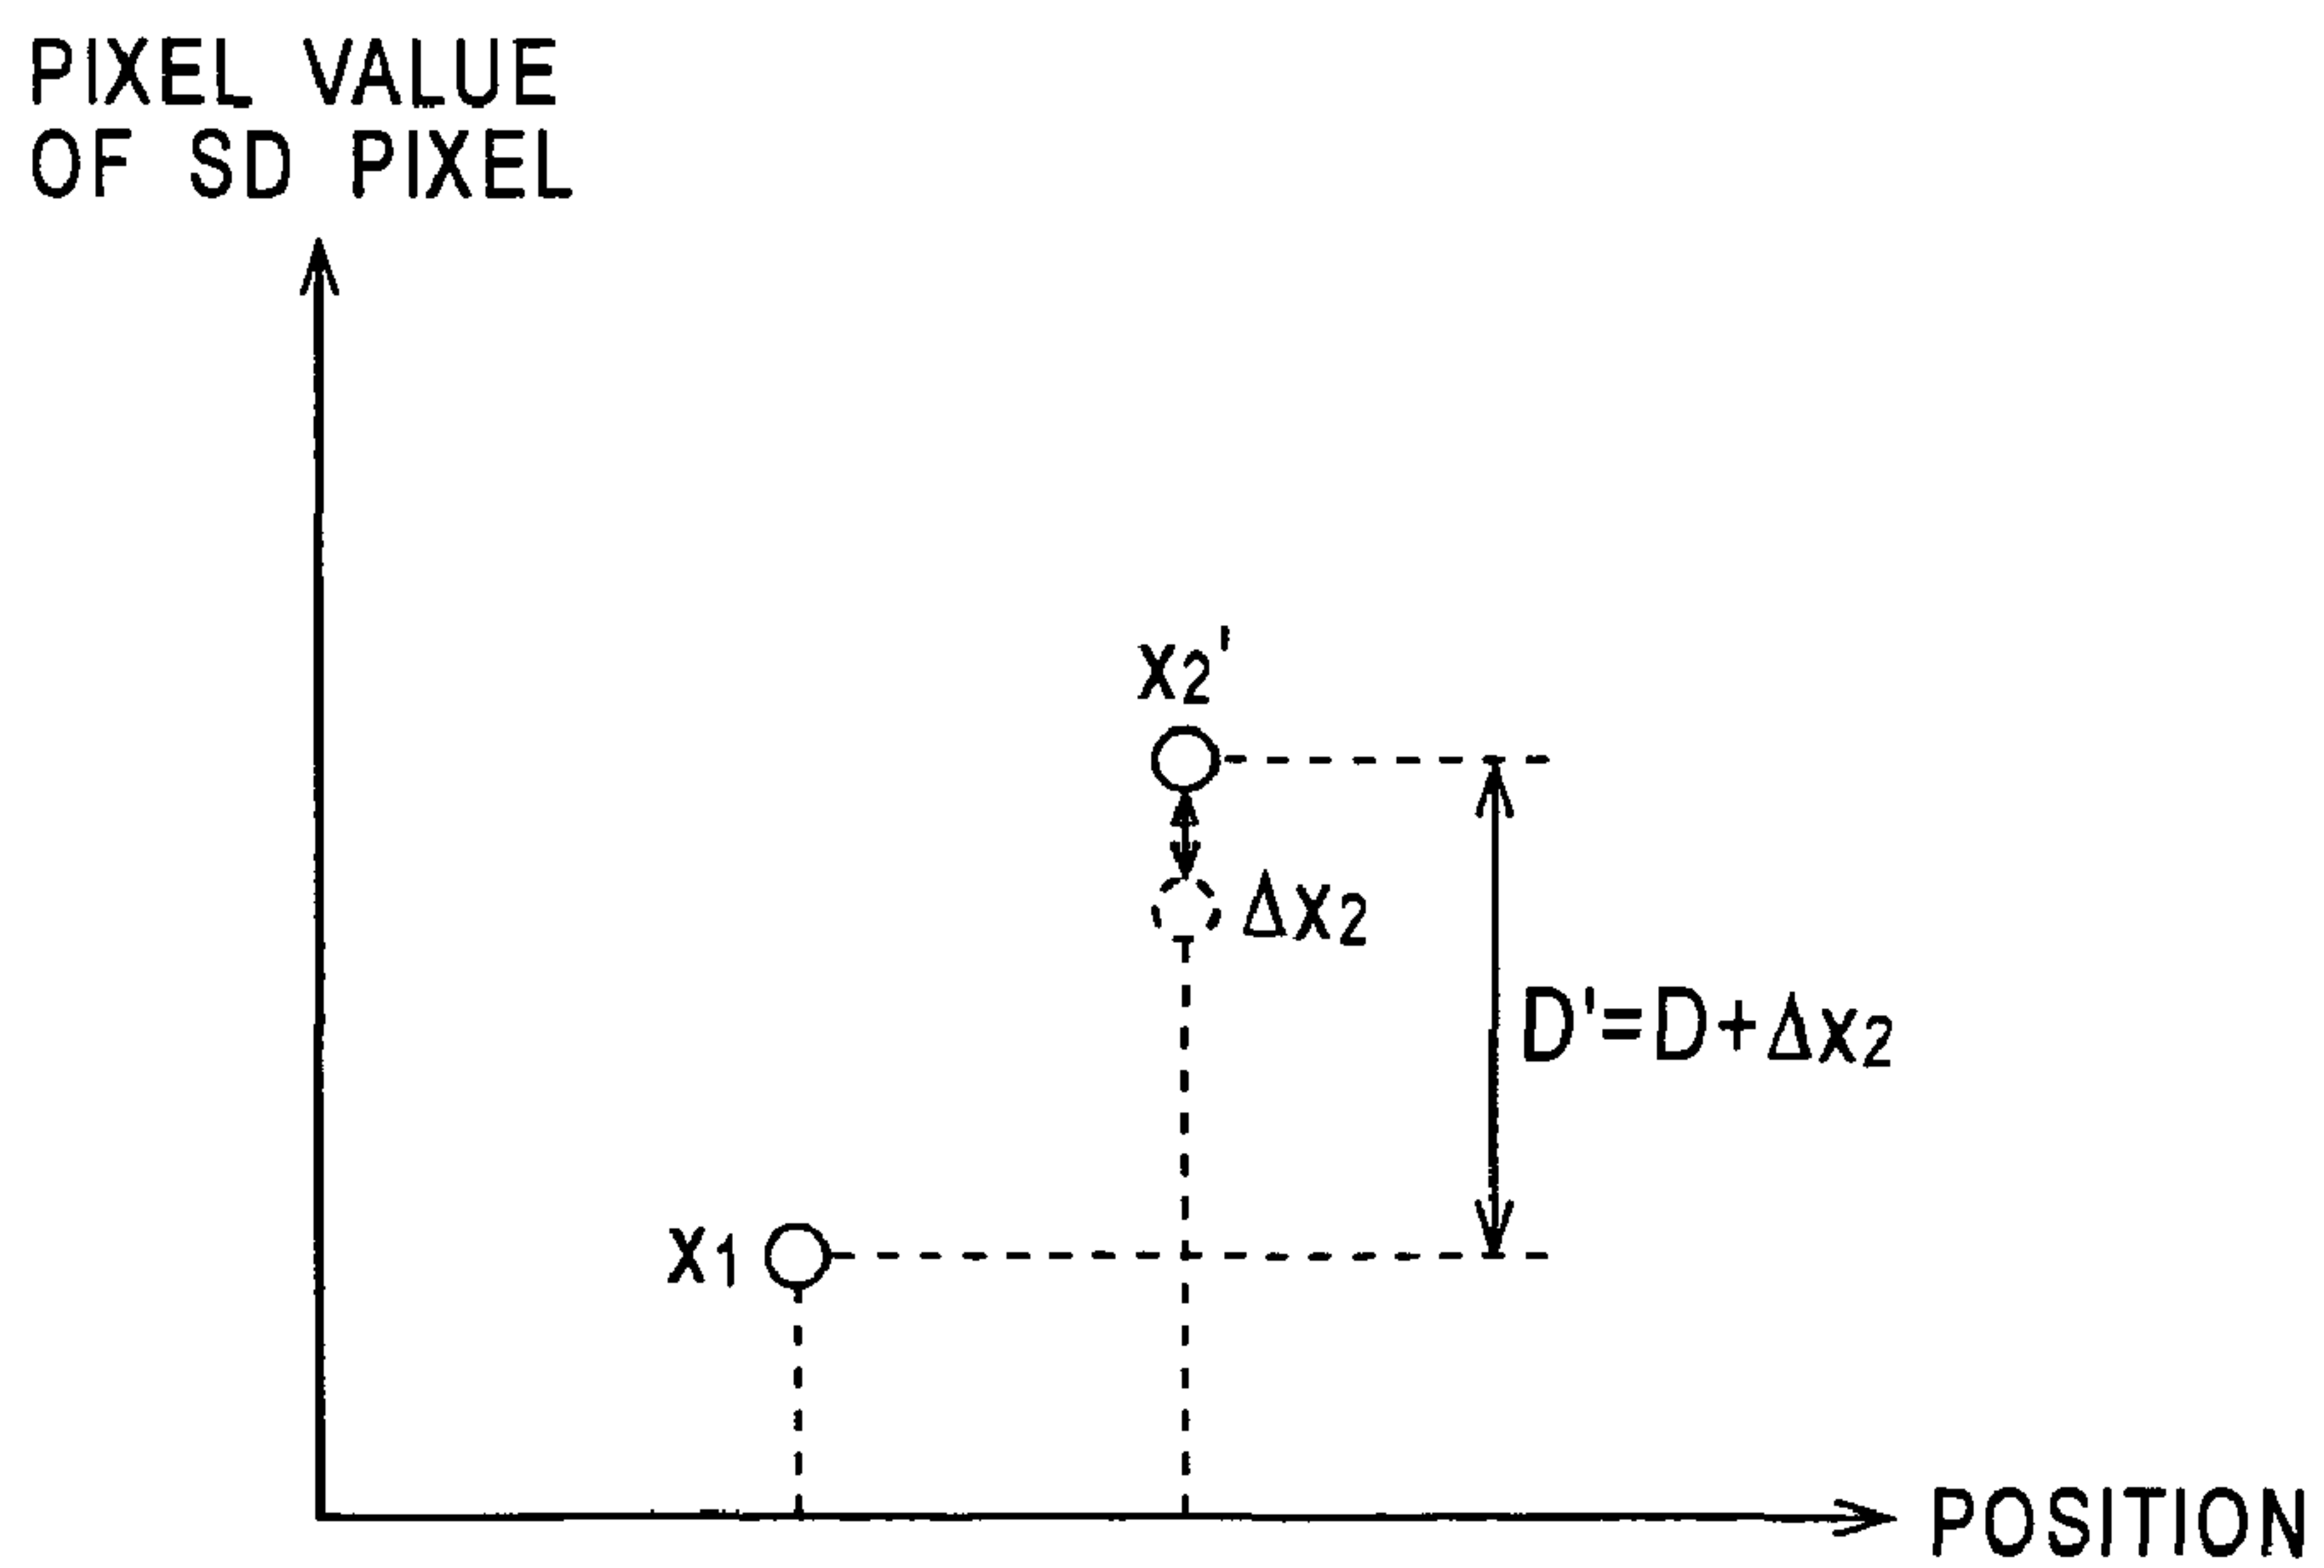 PIXEL VALUE
OF SD PIXEL
x₂'
Δx₂
D'=D+Δx₂
x₁
POSITION